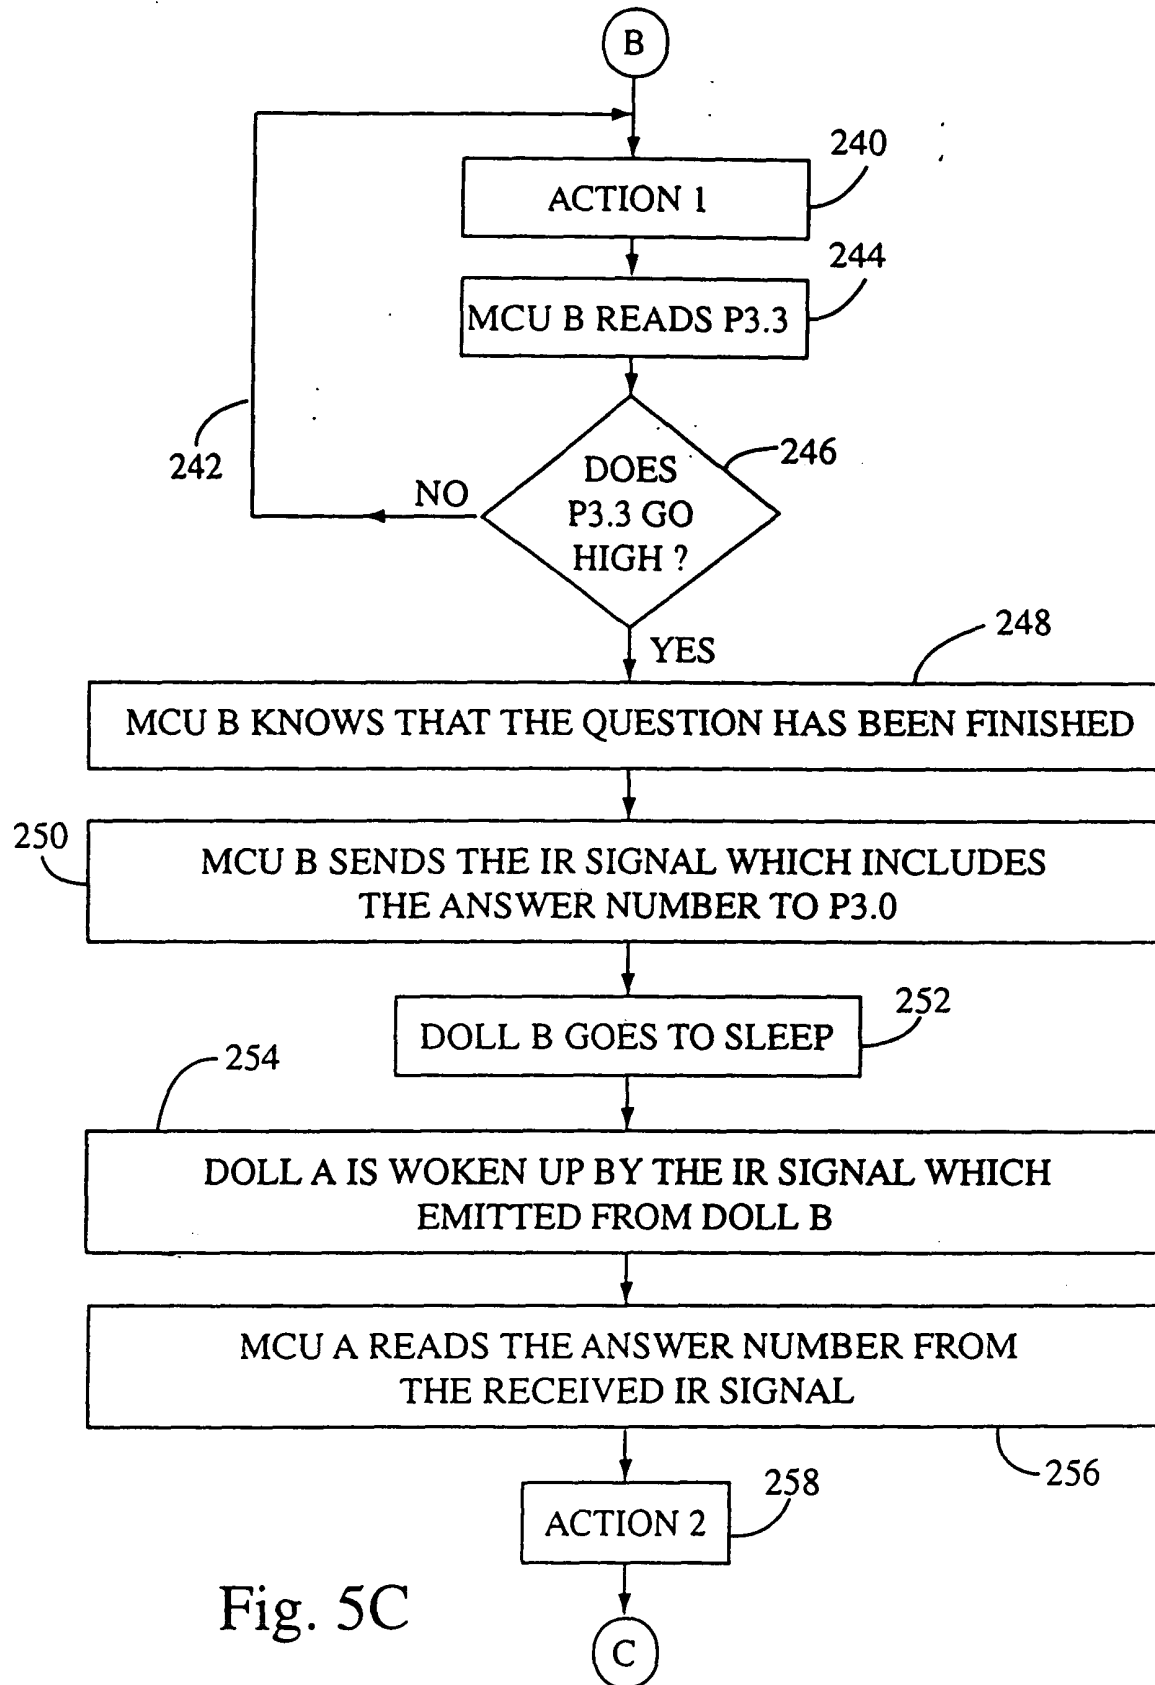 B
240
ACTION 1
244
MCU B READS P3.3
246
DOES
P3.3 GO
HIGH ?
242
NO
YES
248
MCU B KNOWS THAT THE QUESTION HAS BEEN FINISHED
250
MCU B SENDS THE IR SIGNAL WHICH INCLUDES
THE ANSWER NUMBER TO P3.0
252
DOLL B GOES TO SLEEP
254
DOLL A IS WOKEN UP BY THE IR SIGNAL WHICH
EMITTED FROM DOLL B
MCU A READS THE ANSWER NUMBER FROM
THE RECEIVED IR SIGNAL
256
258
ACTION 2
Fig. 5C
C